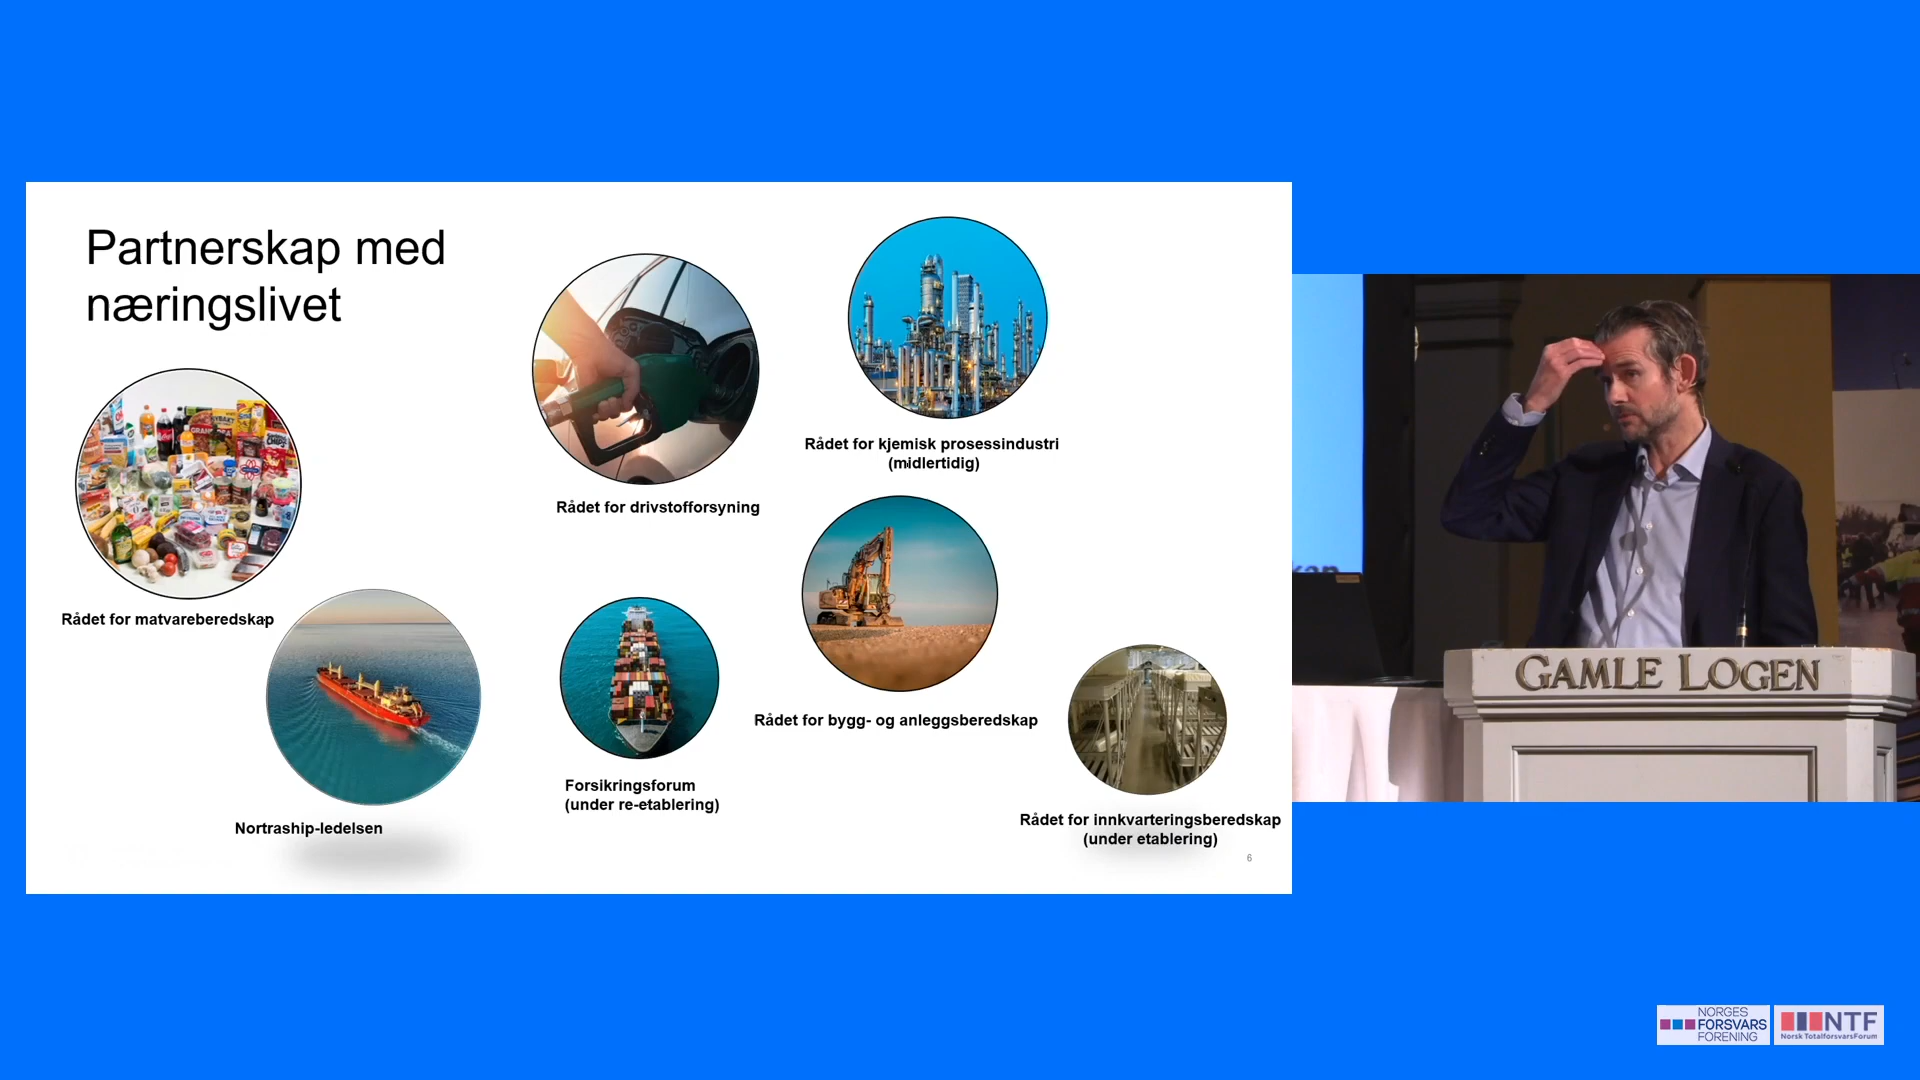 Partnerskap med
næringslivet
Rådet for matvareberedskap
Nortraship-ledelsen
Rådet for drivstofforsyning
Forsikringsforum
(under re-etablering)
Rådet for kjemisk prosessindustri
(midlertidig)
Rådet for bygg- og anleggsberedskap
Rådet for innkvarteringsberedskap
(under etablering)
6
GAMLE LOGEN
NORGES
FORSVARS
FORENING
NTF
Norsk TotalforsvarsForum